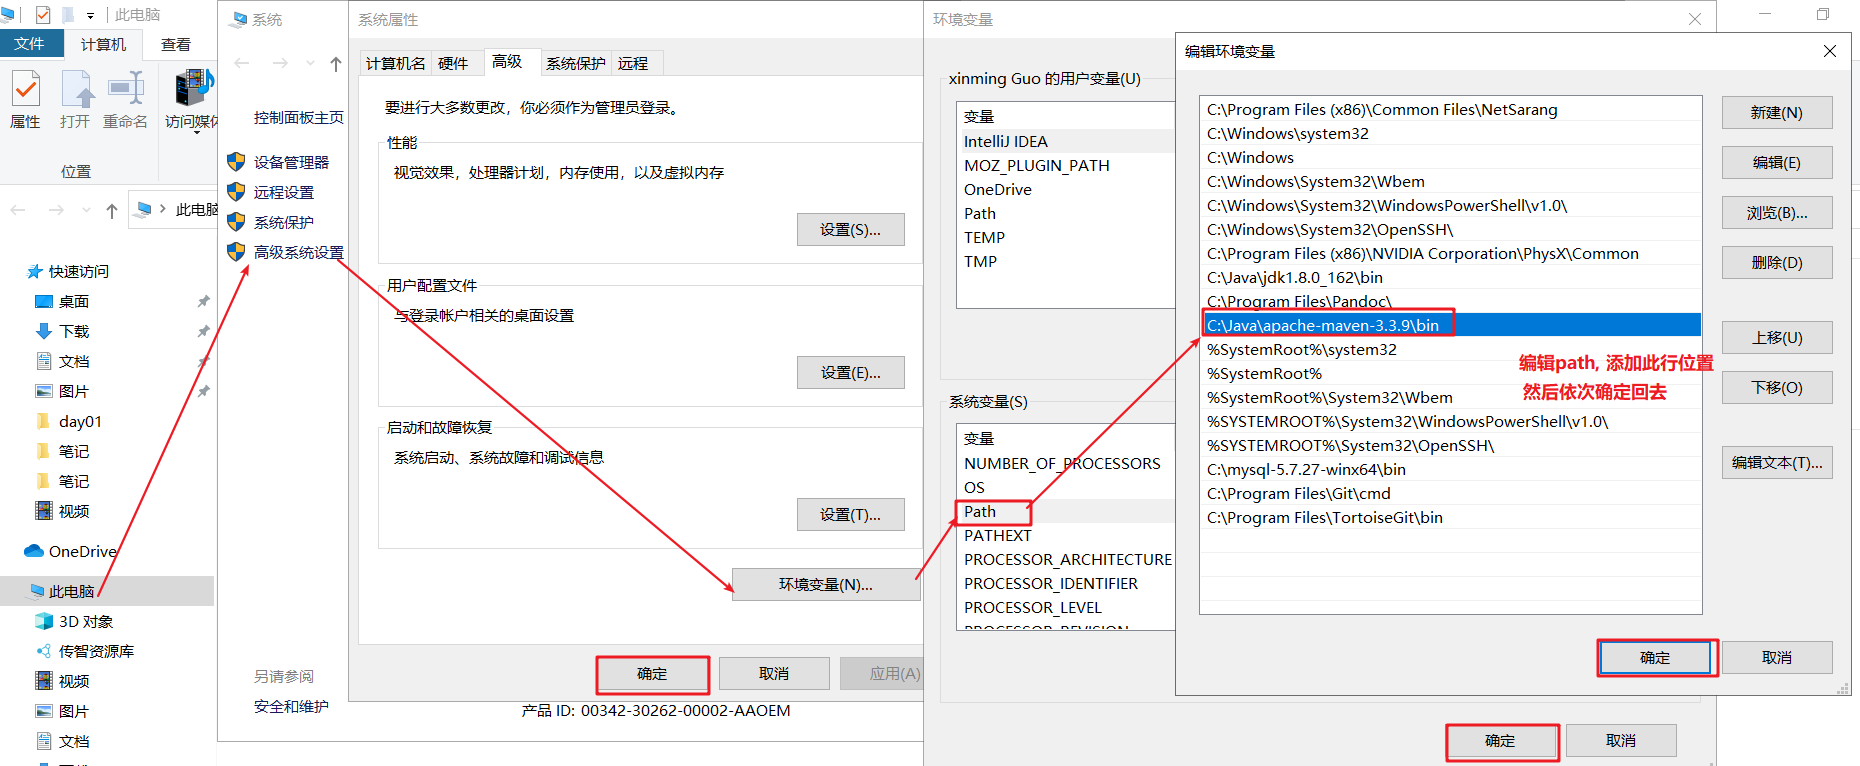 此电脑
文件
计算机
查看
属性
打开
重命名
访问媒体
位置
此电脑
快速访问
桌面
下载
文档
图片
day01
笔记
笔记
视频
OneDrive
此电脑
3D 对象
传智资源库
视频
图片
文档
系统
控制面板主页
设备管理器
远程设置
系统保护
高级系统设置
另请参阅
安全和维护
产品 ID: 00342-30262-00002-AAOEM
系统属性
计算机名
硬件
高级
系统保护
远程
要进行大多数更改，你必须作为管理员登录。
性能
视觉效果，处理器计划，内存使用，以及虚拟内存
设置(S)...
用户配置文件
与登录帐户相关的桌面设置
设置(E)...
启动和故障恢复
系统启动、系统故障和调试信息
设置(T)...
环境变量(N)...
确定
取消
应用(A)
环境变量
xinming Guo 的用户变量(U)
变量
IntelliJ IDEA
MOZ_PLUGIN_PATH
OneDrive
Path
TEMP
TMP
系统变量(S)
变量
NUMBER_OF_PROCESSORS
OS
Path
PATHEXT
PROCESSOR_ARCHITECTURE
PROCESSOR_IDENTIFIER
PROCESSOR_LEVEL
PROCESSOR_REVISION
确定
取消
编辑环境变量
C:\Program Files (x86)\Common Files\NetSarang
C:\Windows\system32
C:\Windows
C:\Windows\System32\Wbem
C:\Windows\System32\WindowsPowerShell\v1.0\
C:\Windows\System32\OpenSSH\
C:\Program Files (x86)\NVIDIA Corporation\PhysX\Common
C:\Java\jdk1.8.0_162\bin
C:\Program Files\Pandoc\
C:\Java\apache-maven-3.3.9\bin
%SystemRoot%\system32
%SystemRoot%
%SystemRoot%\System32\Wbem
%SYSTEMROOT%\System32\WindowsPowerShell\v1.0\
%SYSTEMROOT%\System32\OpenSSH\
C:\mysql-5.7.27-winx64\bin
C:\Program Files\Git\cmd
C:\Program Files\TortoiseGit\bin
编辑path, 添加此行位置
然后依次确定回去
新建(N)
编辑(E)
浏览(B)...
删除(D)
上移(U)
下移(O)
编辑文本(T)...
确定
取消